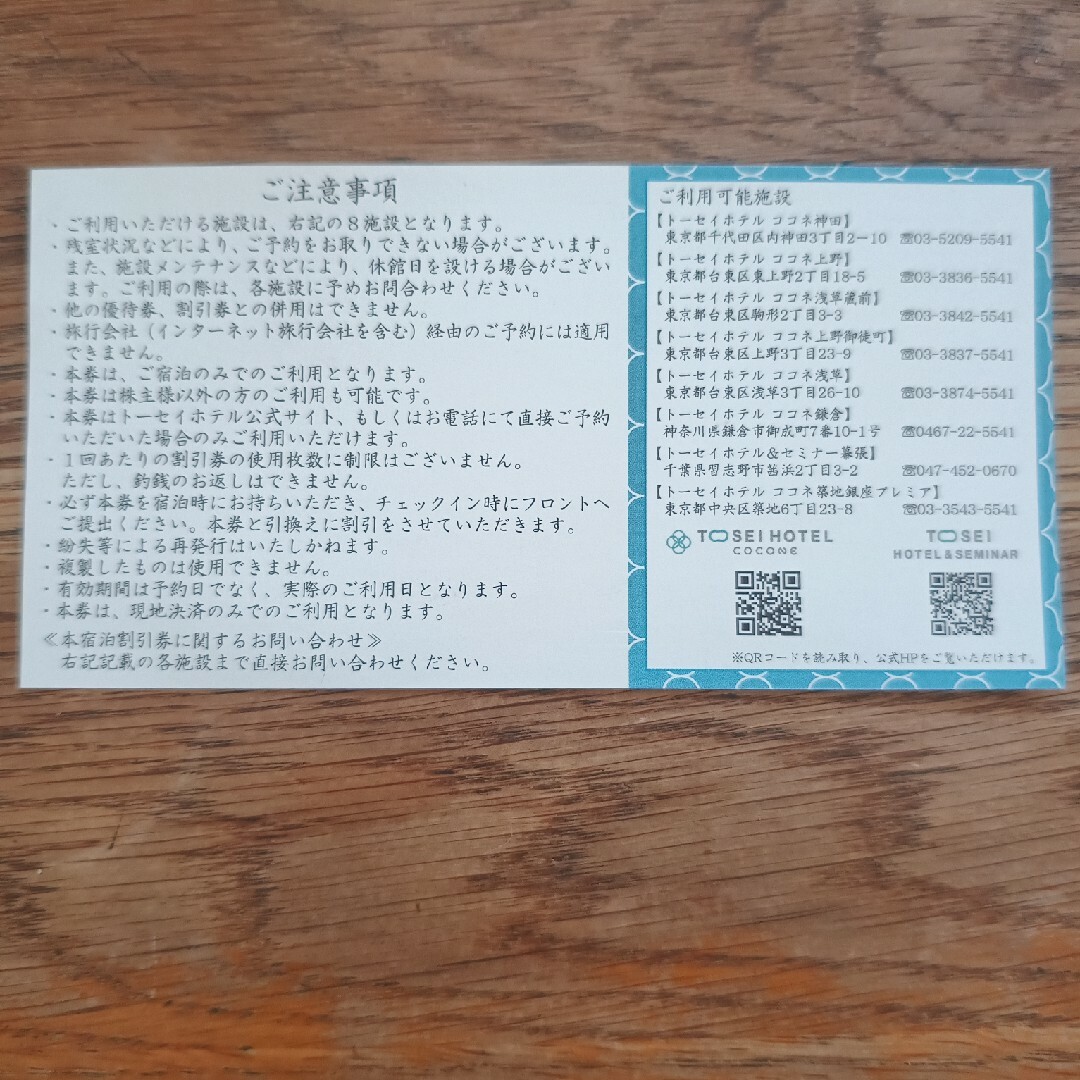 ご注意事項
・ご利用いただける施設は、右記の8施設となります。
・残室状況などにより、ご予約をお取りできない場合がございます。
また、施設メンテナンスなどにより、休館日を設ける場合がござい
ます。ご利用の際は、各施設に予めお問合わせください。
・他の優待券、割引券との併用はできません。
・旅行会社（インターネット旅行会社を含む）経由のご予約には適用
できません。
・本券は、ご宿泊のみでのご利用となります。
・本券は株主様以外の方のご利用も可能です。
・本券はトーセイホテル公式サイト、もしくはお電話にて直接ご予約
いただいた場合のみご利用いただけます。
・1回あたりの割引券の使用枚数に制限はございません。
ただし、釣銭のお返しはできません。
・必ず本券を宿泊時にお持ちいただき、チェックイン時にフロントへ
ご提出ください。本券と引換えに割引をさせていただきます。
・紛失等による再発行はいたしかねます。
・複製したものは使用できません。
・有効期間は予約日でなく、実際のご利用日となります。
・本券は、現地決済のみでのご利用となります。
≪本宿泊割引券に関するお問い合わせ≫
右記記載の各施設まで直接お問い合わせください。
ご利用可能施設
【トーセイホテル ココネ神田】
東京都千代田区内神田3丁目2-10 ☎03-5209-5541
【トーセイホテル ココネ上野】
東京都台東区東上野2丁目18-5 ☎03-3836-5541
【トーセイホテル ココネ浅草蔵前】
東京都台東区駒形2丁目3-3 ☎03-3842-5541
【トーセイホテル ココネ上野御徒町】
東京都台東区上野3丁目23-9 ☎03-3837-5541
【トーセイホテル ココネ浅草】
東京都台東区浅草3丁目26-10 ☎03-3874-5541
【トーセイホテル ココネ鎌倉】
神奈川県鎌倉市御成町7番10-1号 ☎0467-22-5541
【トーセイホテル&セミナー幕張】
千葉県習志野市茜浜2丁目3-2 ☎047-452-0670
【トーセイホテル ココネ築地銀座プレミア】
東京都中央区築地6丁目23-8 ☎03-3543-5541
TOSEI HOTEL
COCONE
TOSEI
HOTEL & SEMINAR
※QRコードを読み取り、公式HPをご覧いただけます。